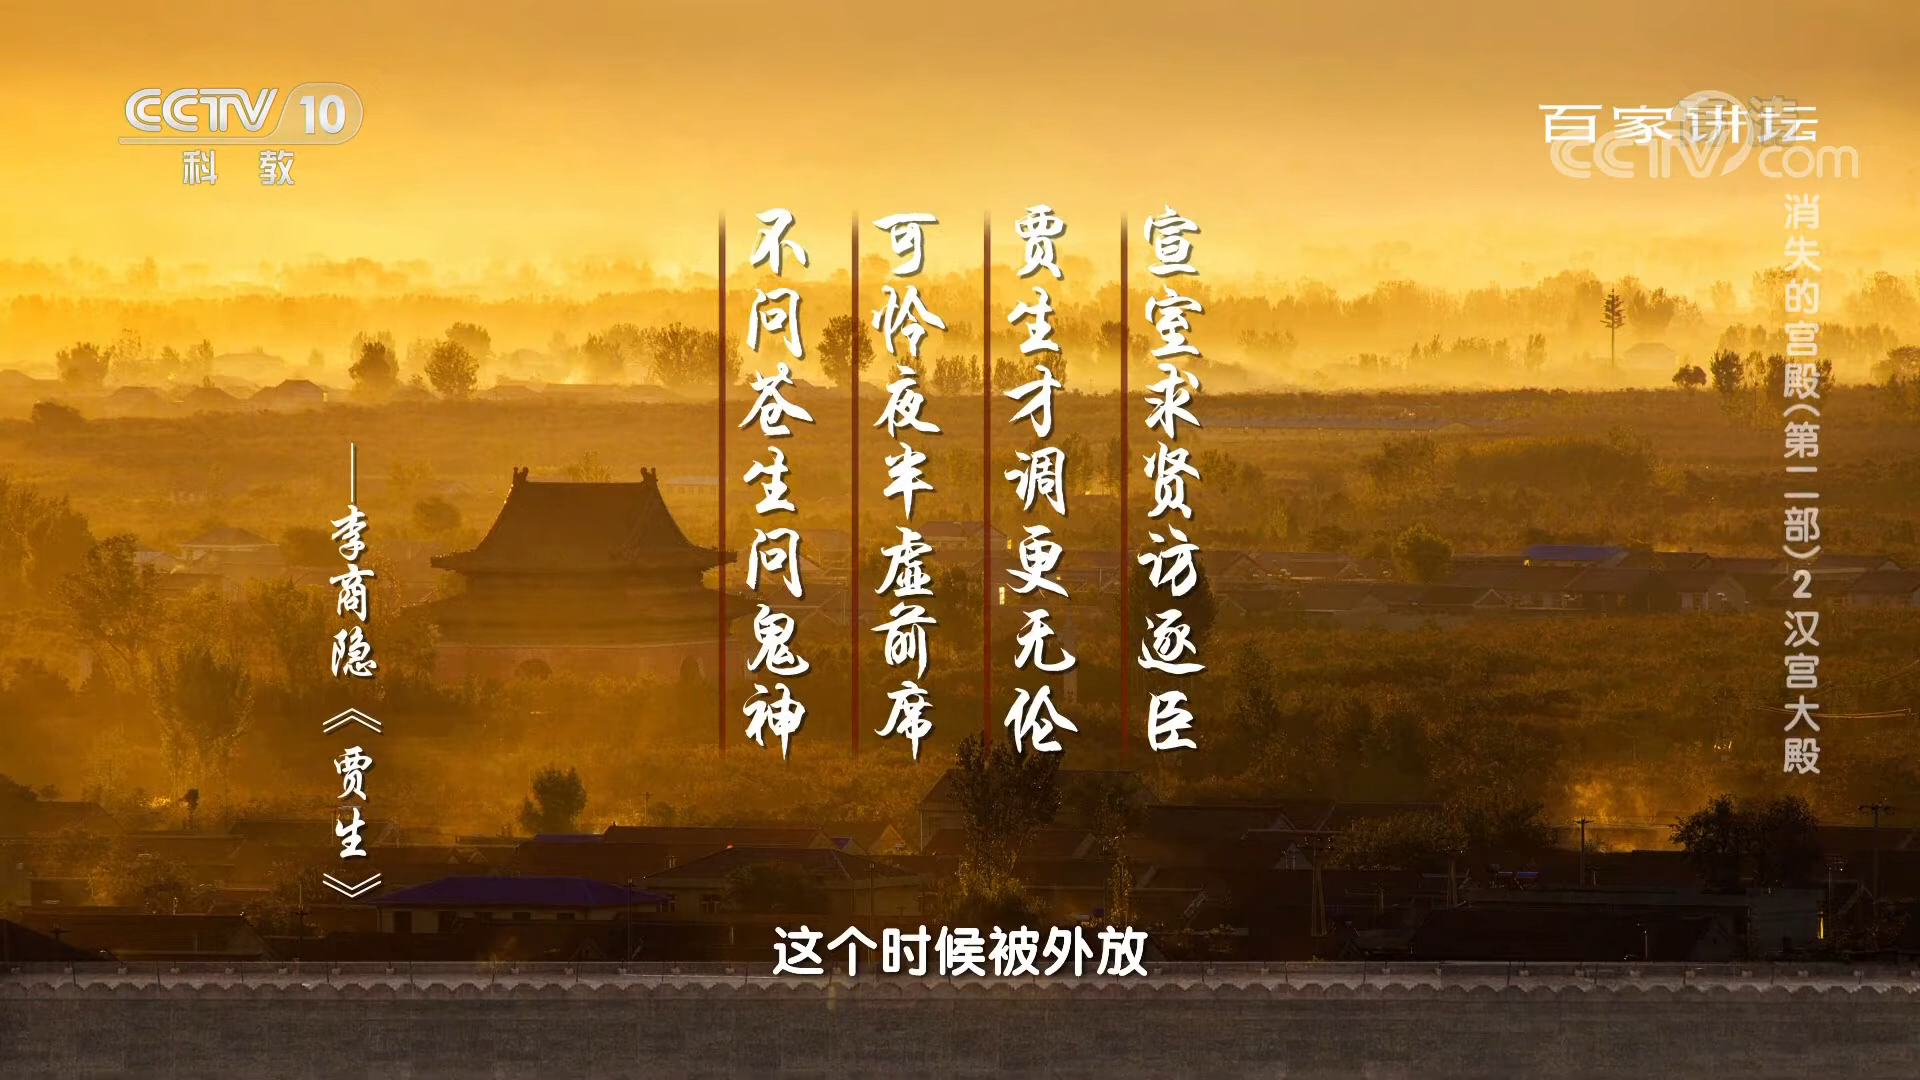 CCTV 10
科教
百家讲坛
CCTV.com
消失的宫殿(第二部)2 汉宫大殿
宣室求贤访逐臣
贾生才调更无伦
可怜夜半虚前席
不问苍生问鬼神
——李商隐《贾生》
这个时候被外放